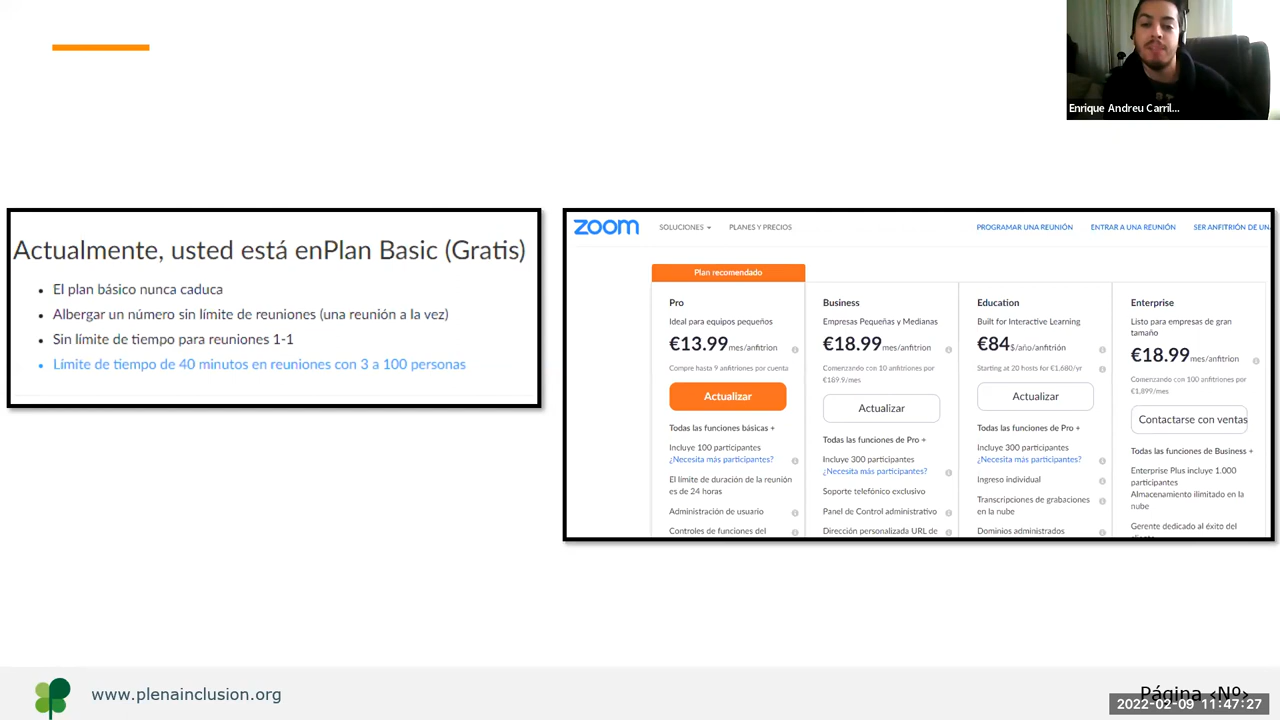 Enrique Andreu Carril...
Actualmente, usted está enPlan Basic (Gratis)
El plan básico nunca caduca
Albergar un número sin límite de reuniones (una reunión a la vez)
Sin límite de tiempo para reuniones 1-1
Límite de tiempo de 40 minutos en reuniones con 3 a 100 personas
zoom SOLUCIONES PLANES Y PRECIOS PROGRAMAR UNA REUNIÓN ENTRAR A UNA REUNIÓN SER ANFITRIÓN DE UNA
Plan recomendado
Pro
Ideal para equipos pequeños
€13.99 mes/anfitrion
Compre hasta 9 anfitriones por cuenta
Actualizar
Todas las funciones básicas +
Incluye 100 participantes
¿Necesita más participantes?
El límite de duración de la reunión
es de 24 horas
Administración de usuario
Controles de funciones del
Business
Empresas Pequeñas y Medianas
€18.99 mes/anfitrion
Comenzando con 10 anfitriones por
€189.9/mes
Actualizar
Todas las funciones de Pro +
Incluye 300 participantes
¿Necesita más participantes?
Soporte telefónico exclusivo
Panel de Control administrativo
Dirección personalizada URL de
Education
Built for Interactive Learning
€84 $/año/anfitrión
Starting at 20 hosts for €1,680/yr
Actualizar
Todas las funciones de Pro +
Incluye 300 participantes
¿Necesita más participantes?
Ingreso individual
Transcripciones de grabaciones
en la nube
Dominios administrados
Enterprise
Listo para empresas de gran
tamaño
€18.99 mes/anfitrion
Comenzando con 100 anfitriones por
€1,899/mes
Contactarse con ventas
Todas las funciones de Business +
Enterprise Plus incluye 1.000
participantes
Almacenamiento ilimitado en la
nube
Gerente dedicado al éxito del
cliente
www.plenainclusion.org
Página ‹Nº›
2022-02-09 11:47:27